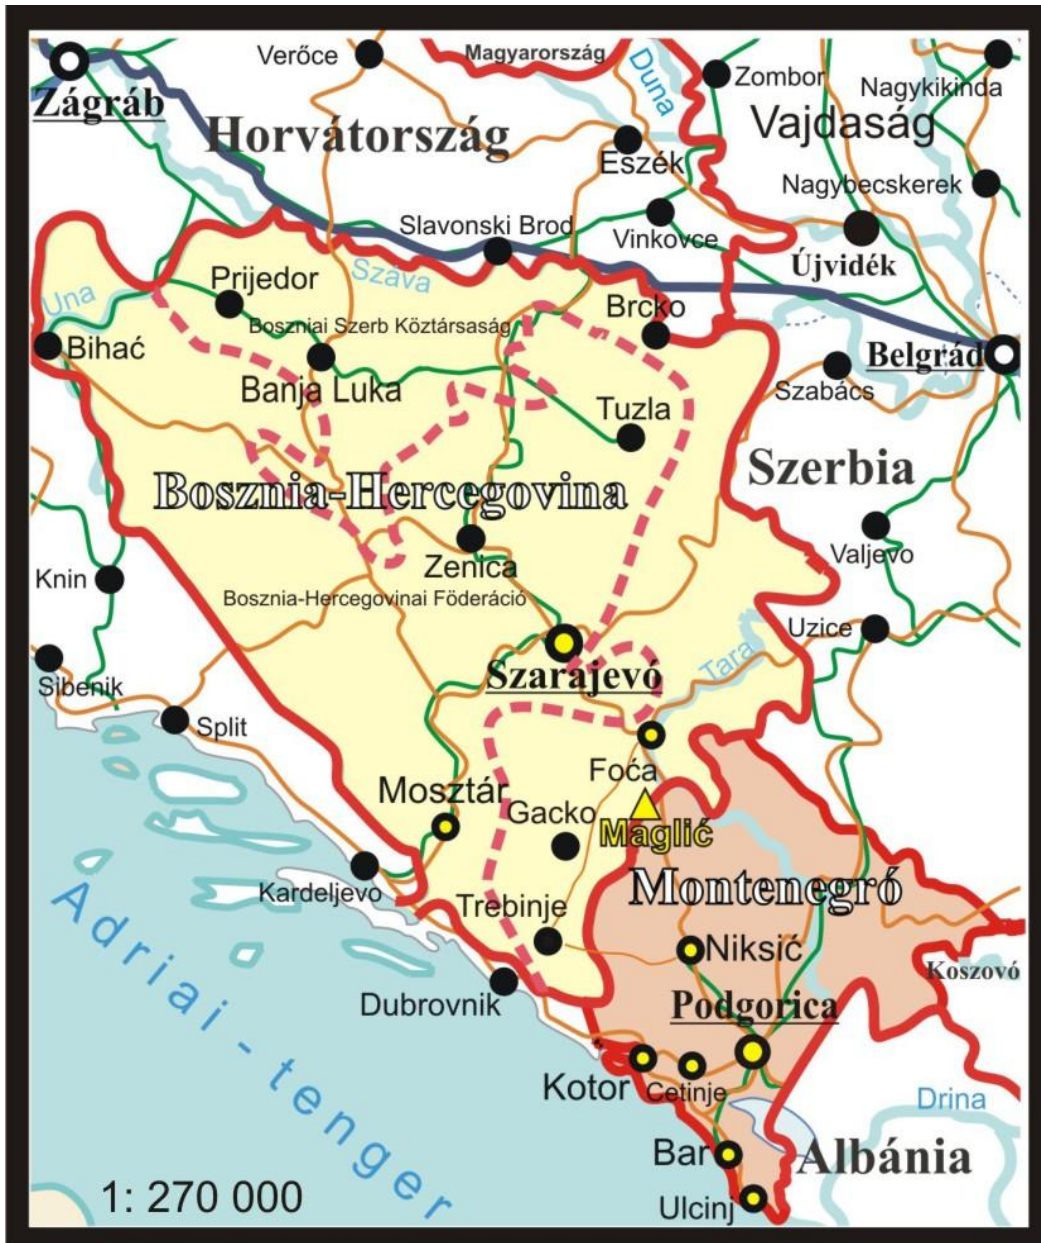 Verőce
Magyarország
Duna
Zombor
Nagykikinda
Zágráb
Horvátország
Vajdaság
Eszék
Nagybecskerek
Slavonski Brod
Vinkovce
Újvidék
Prijedor
Száva
Una
Brcko
Boszniai Szerb Köztársaság
Bihać
Belgrád
Banja Luka
Szabács
Tuzla
Szerbia
Bosznia-Hercegovina
Valjevo
Knin
Zenica
Bosznia-Hercegovinai Föderáció
Uzice
Tara
Szarajevó
Sibenik
Split
Foća
Mosztár
Gacko
Maglić
Kardeljevo
Montenegró
Trebinje
Niksić
Koszovó
Dubrovnik
Podgorica
Adriai - tenger
Kotor
Cetinje
Drina
Bar
Albánia
1: 270 000
Ulcinj